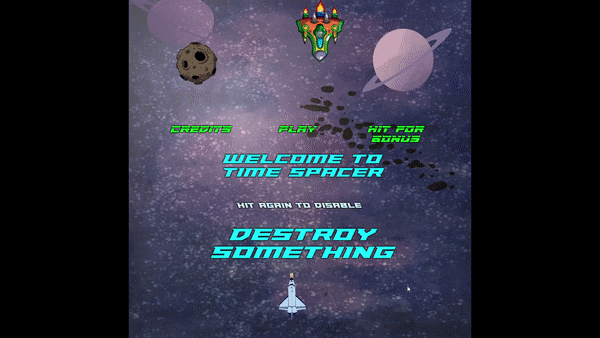 CREDITS PLAY HIT FOR
BONUS
WELCOME TO
TIME SPACER
HIT AGAIN TO DISABLE
DESTROY
SOMETHING